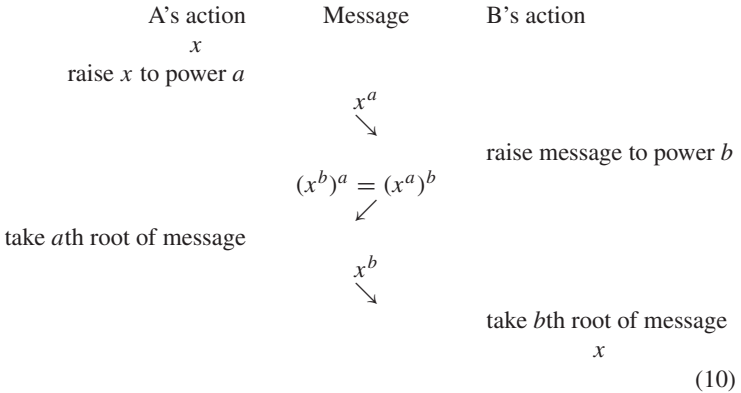 A's action Message B's action
x
raise x to power a
x^a
↘
raise message to power b
(x^b)^a = (x^a)^b
↙
take ath root of message
x^b
↘
take bth root of message
x
(10)